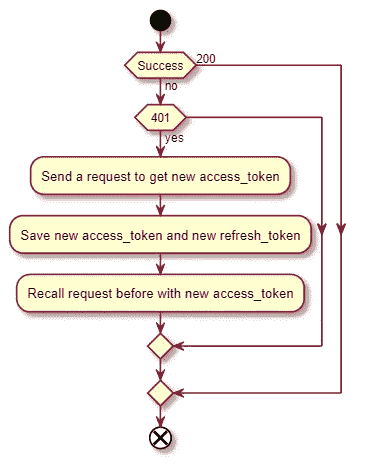 Success
200
no
401
yes
Send a request to get new access_token
Save new access_token and new refresh_token
Recall request before with new access_token